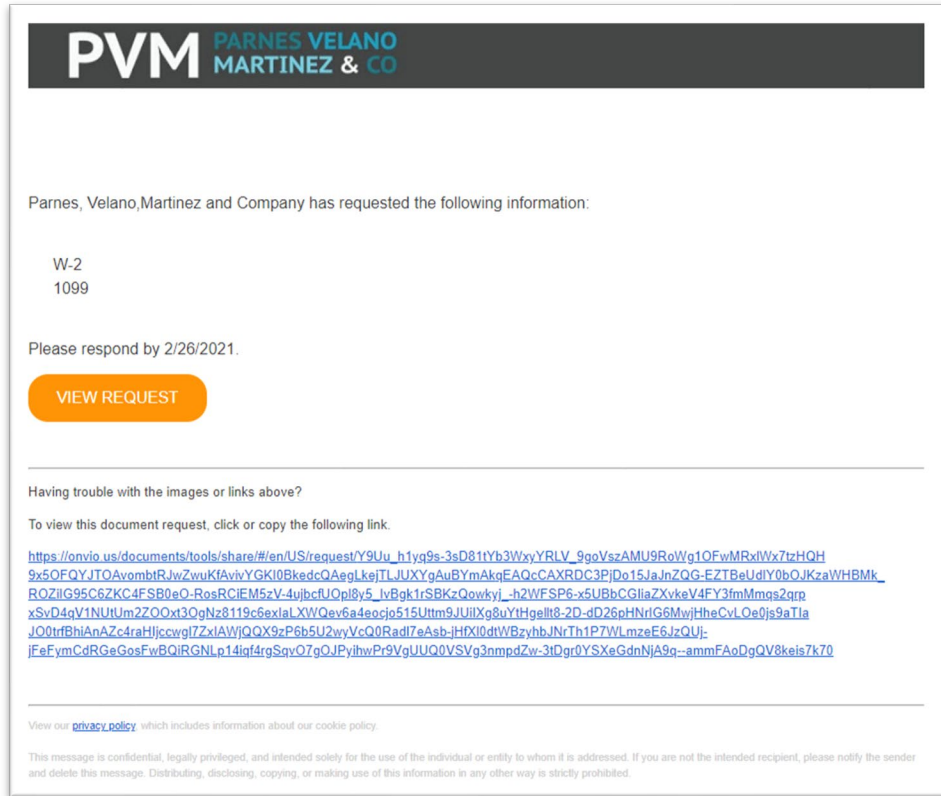 PVM PARNES VELANO
MARTINEZ & CO
Parnes, Velano,Martinez and Company has requested the following information:
W-2
1099
Please respond by 2/26/2021.
VIEW REQUEST
Having trouble with the images or links above?
To view this document request, click or copy the following link.
https://onvio.us/documents/tools/share/#/en/US/request/Y9Uu_h1yq9s-3sD81tYb3WxyYRLV_9goVszAMU9RoWg1OFwMRxlWx7tzHQH
9x5OFQYJTOAvombtRJwZwuKfAvivYGKI0BkedcQAegLkejTLJUXYgAuBYmAkqEAQcCAXRDC3PjDo15JaJnZQG-EZTBeUdlY0bOJKzaWHBMk_
ROZilG95C6ZKC4FSB0eO-RosRCiEM5zV-4ujbcfUOpl8y5_IvBgk1rSBKzQowkyj_-h2WFSP6-x5UBbCGIiaZXvkeV4FY3fmMmqs2qrp
xSvD4qV1NUtUm2ZOOxt3OgNz8119c6exIaLXWQev6a4eocjo515Uttm9JUiIXg8uYtHgellt8-2D-dD26pHNrIG6MwjHheCvLOe0js9aTIa
JO0trfBhiAnAZc4raHIjccwgl7ZxIAWjQQX9zP6b5U2wyVcQ0RadI7eAsb-jHfXl0dtWBzyhbJNrTh1P7WLmzeE6JzQUj-
jFeFymCdRGeGosFwBQiRGNLp14iqf4rgSqvO7gOJPyihwPr9VgUUQ0VSVg3nmpdZw-3tDgr0YSXeGdnNjA9q--ammFAoDgQV8keis7k70
View our privacy policy, which includes information about our cookie policy.
This message is confidential, legally privileged, and intended solely for the use of the individual or entity to whom it is addressed. If you are not the intended recipient, please notify the sender
and delete this message. Distributing, disclosing, copying, or making use of this information in any other way is strictly prohibited.